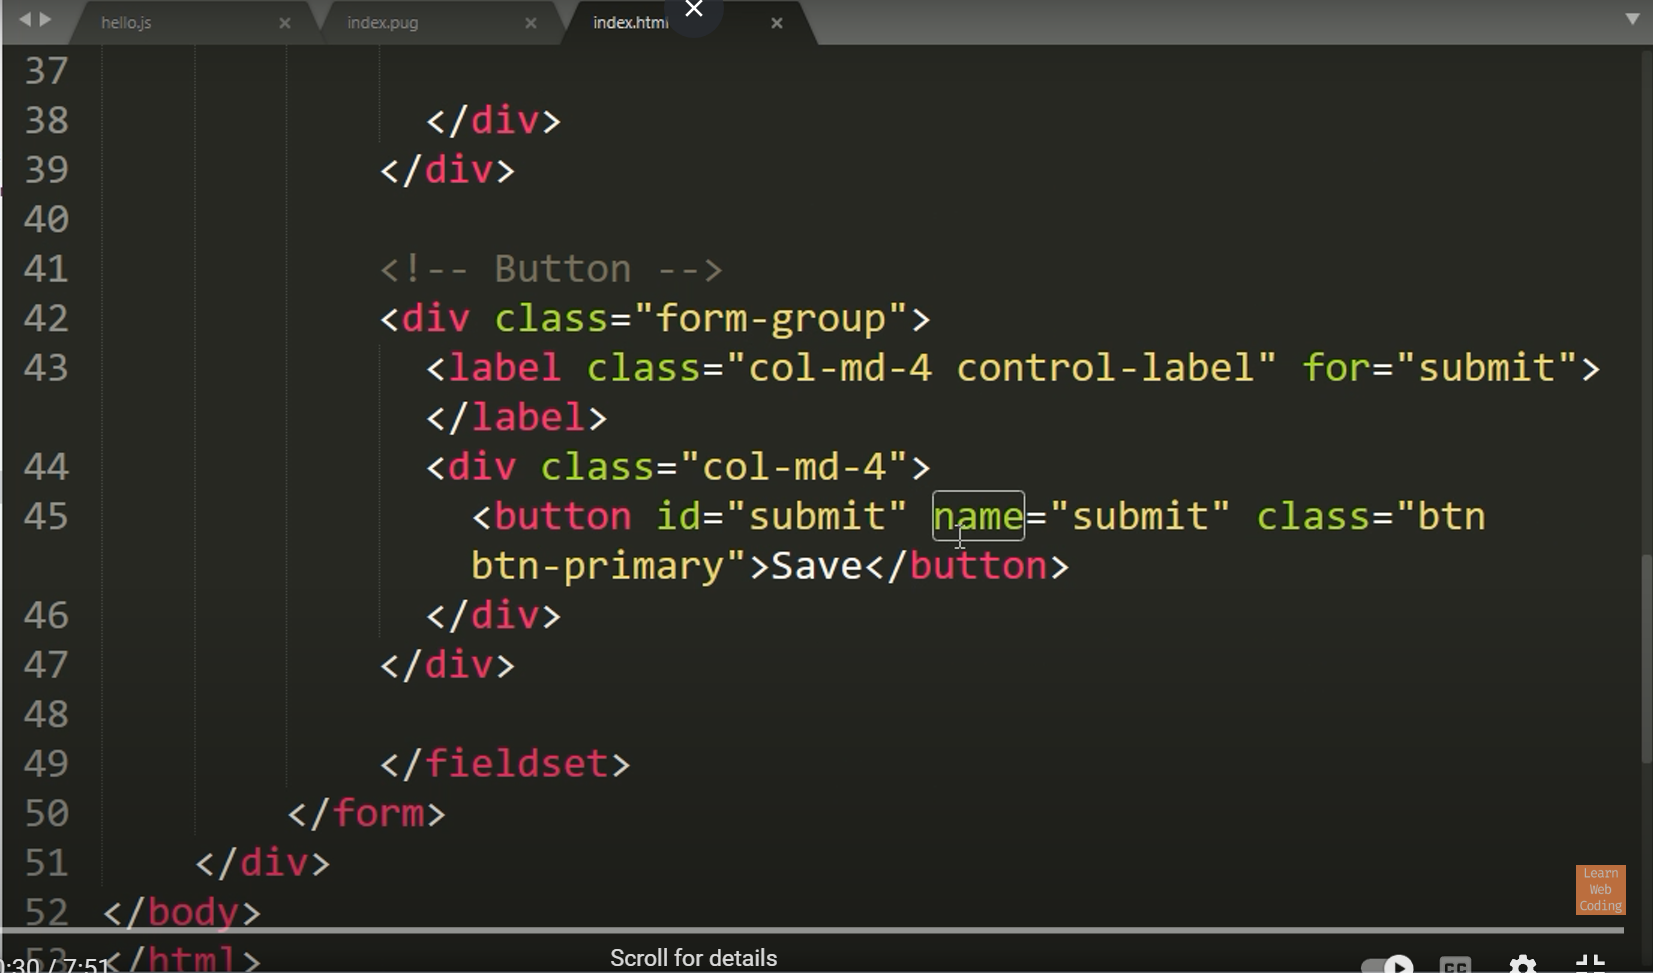 hello.js
index.pug
index.html
37
38 </div>
39 </div>
40
41 <!-- Button -->
42 <div class="form-group">
43 <label class="col-md-4 control-label" for="submit">
</label>
44 <div class="col-md-4">
45 <button id="submit" name="submit" class="btn
btn-primary">Save</button>
46 </div>
47 </div>
48
49 </fieldset>
50 </form>
51 </div>
52 </body>
53 </html>
Learn
Web
Coding
:30 / 7:51
Scroll for details
CC